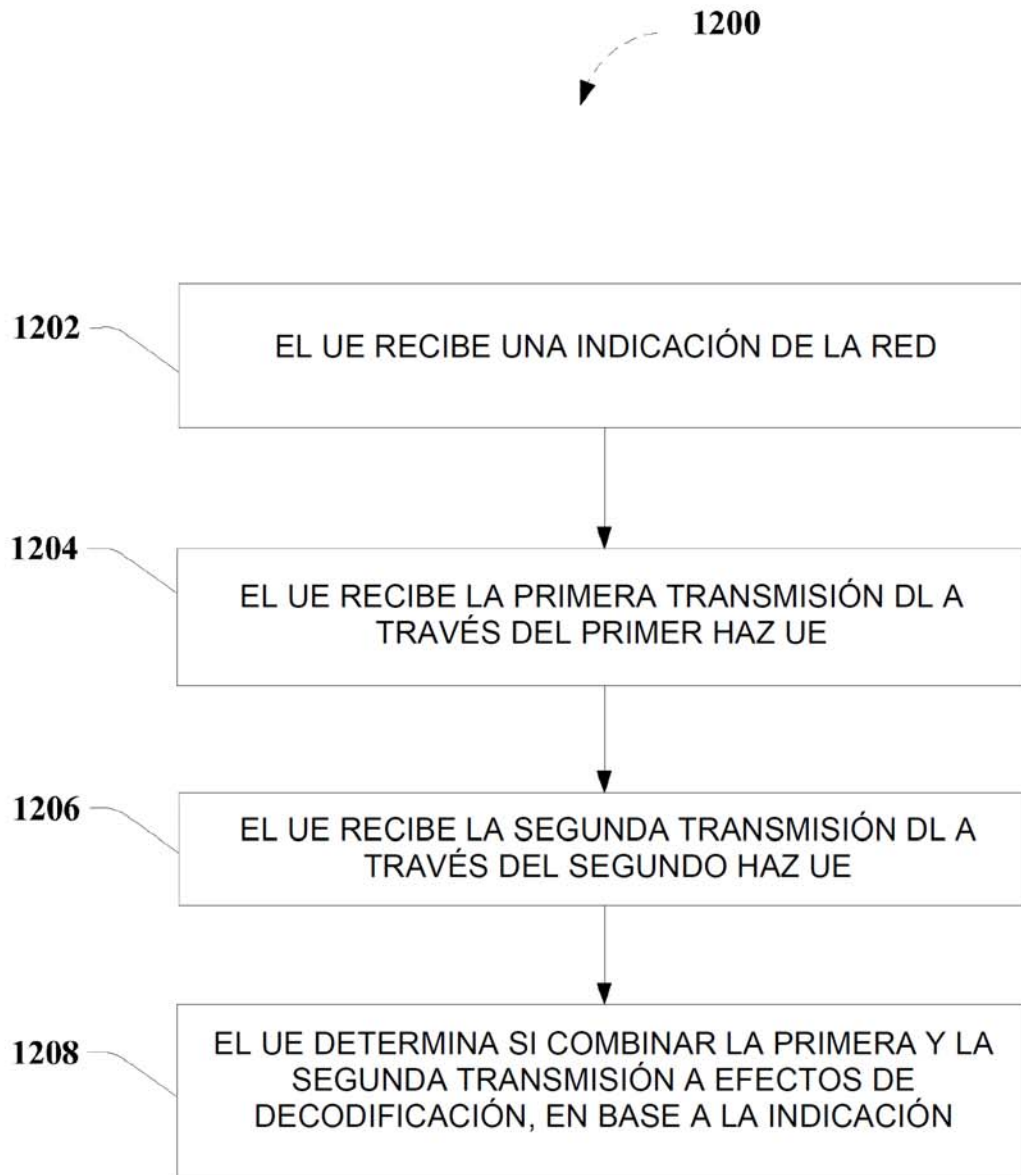 1200
1202
EL UE RECIBE UNA INDICACIÓN DE LA RED
1204
EL UE RECIBE LA PRIMERA TRANSMISIÓN DL A
TRAVÉS DEL PRIMER HAZ UE
1206
EL UE RECIBE LA SEGUNDA TRANSMISIÓN DL A
TRAVÉS DEL SEGUNDO HAZ UE
1208
EL UE DETERMINA SI COMBINAR LA PRIMERA Y LA
SEGUNDA TRANSMISIÓN A EFECTOS DE
DECODIFICACIÓN, EN BASE A LA INDICACIÓN